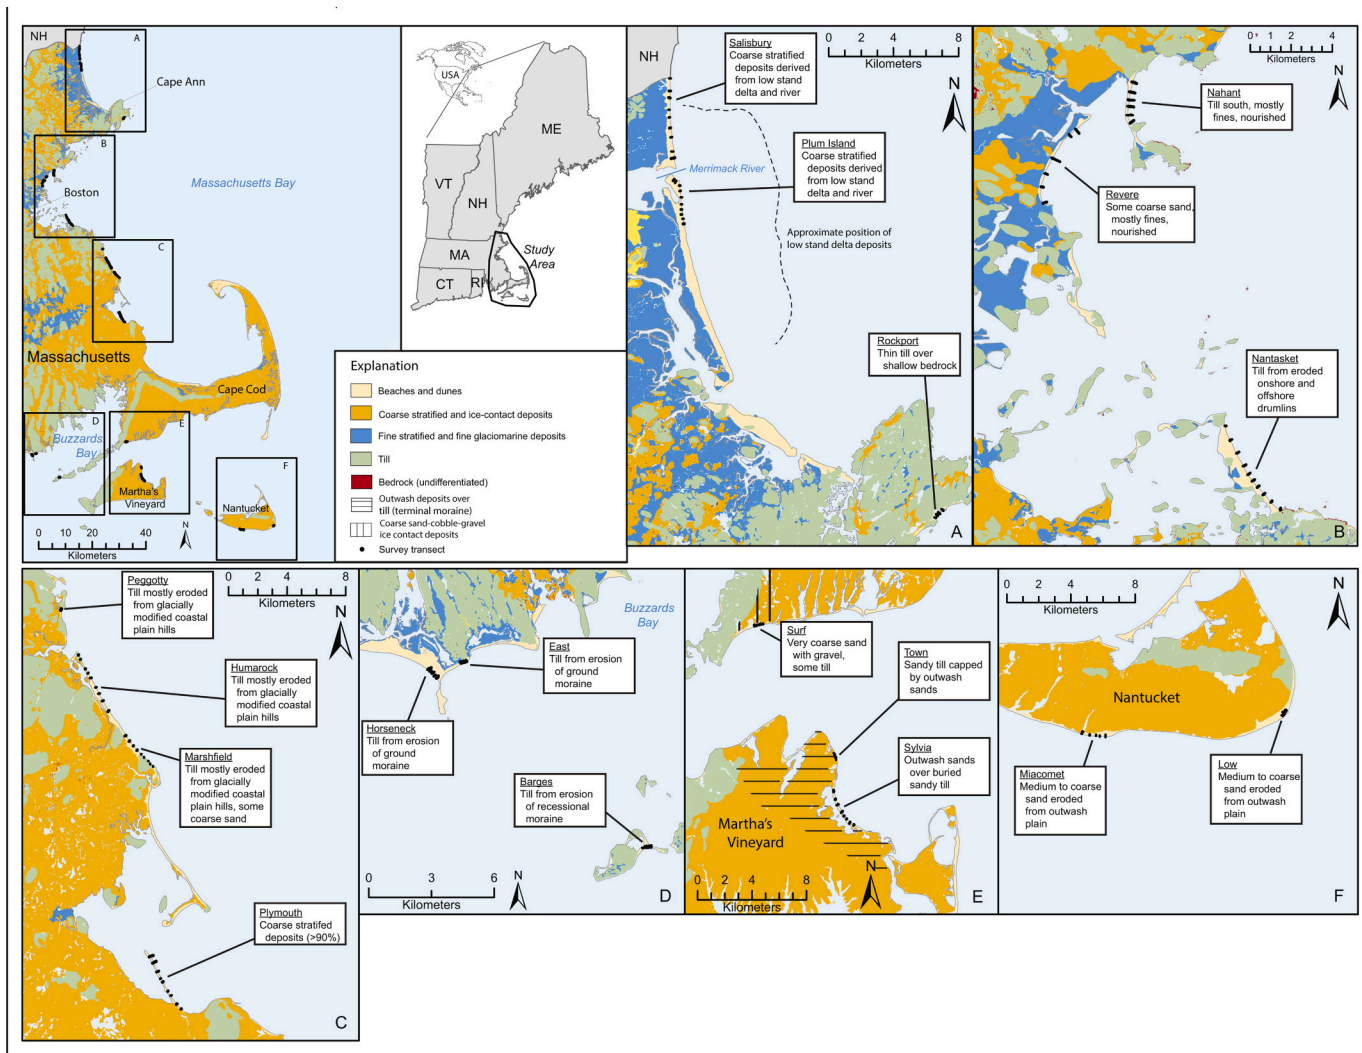 NH
A
Cape Ann
B
Boston
Massachusetts Bay
C
Massachusetts
Cape Cod
D
E
Buzzards
Bay
F
Martha's
Vineyard
Nantucket
0 10 20 40
Kilometers
N
USA
ME
VT
NH
MA
CT
RI
Study
Area
Explanation
Beaches and dunes
Coarse stratified and ice-contact deposits
Fine stratified and fine glaciomarine deposits
Till
Bedrock (undifferentiated)
Outwash deposits over
till (terminal moraine)
Coarse sand-cobble-gravel
ice contact deposits
Survey transect
NH
Salisbury
Coarse stratified
deposits derived
from low stand
delta and river
0 2 4 8
Kilometers
N
Plum Island
Coarse stratified
deposits derived
from low stand
delta and river
Merrimack River
Approximate position of
low stand delta deposits
Rockport
Thin till over
shallow bedrock
A
0 1 2 4
Kilometers
N
Nahant
Till south, mostly
fines, nourished
Revere
Some coarse sand,
mostly fines,
nourished
Nantasket
Till from eroded
onshore and
offshore
drumlins
B
Peggotty
Till mostly eroded
from glacially
modified coastal
plain hills
0 2 4 8
Kilometers
N
Humarock
Till mostly eroded
from glacially
modified coastal
plain hills
Marshfield
Till mostly eroded
from glacially
modified coastal
plain hills, some
coarse sand
Plymouth
Coarse stratifed
deposits (>90%)
C
Buzzards
Bay
East
Till from erosion
of ground
moraine
Horseneck
Till from erosion
of ground
moraine
Barges
Till from erosion
of recessional
moraine
0 3 6
Kilometers
N
D
Surf
Very coarse sand
with gravel,
some till
Town
Sandy till capped
by outwash
sands
Sylvia
Outwash sands
over buried
sandy till
Martha's
Vineyard
0 2 4 8
Kilometers
N
E
0 2 4 8
Kilometers
N
Nantucket
Miacomet
Medium to coarse
sand eroded
from outwash
plain
Low
Medium to coarse
sand eroded
from outwash
plain
F